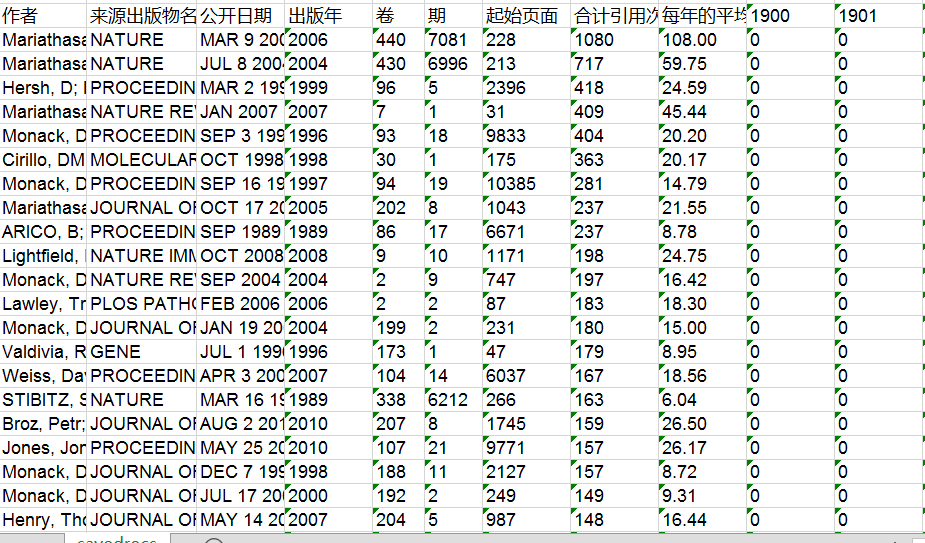 作者 来源出版物名 公开日期 出版年 卷 期 起始页面 合计引用次 每年的平均 1900 1901
Mariathasa NATURE MAR 9 200 2006 440 7081 228 1080 108.00 0 0
Mariathasa NATURE JUL 8 200 2004 430 6996 213 717 59.75 0 0
Hersh, D; PROCEEDIN MAR 2 199 1999 96 5 2396 418 24.59 0 0
Mariathasa NATURE RE JAN 2007 2007 7 1 31 409 45.44 0 0
Monack, D PROCEEDIN SEP 3 199 1996 93 18 9833 404 20.20 0 0
Cirillo, DM MOLECULAR OCT 1998 1998 30 1 175 363 20.17 0 0
Monack, D PROCEEDIN SEP 16 19 1997 94 19 10385 281 14.79 0 0
Mariathasa JOURNAL OF OCT 17 20 2005 202 8 1043 237 21.55 0 0
ARICO, B; PROCEEDIN SEP 1989 1989 86 17 6671 237 8.78 0 0
Lightfield, NATURE IMM OCT 2008 2008 9 10 1171 198 24.75 0 0
Monack, D NATURE RE SEP 2004 2004 2 9 747 197 16.42 0 0
Lawley, Tr PLOS PATHO FEB 2006 2006 2 2 87 183 18.30 0 0
Monack, D JOURNAL OF JAN 19 20 2004 199 2 231 180 15.00 0 0
Valdivia, R GENE JUL 1 199 1996 173 1 47 179 8.95 0 0
Weiss, Da PROCEEDIN APR 3 200 2007 104 14 6037 167 18.56 0 0
STIBITZ, S NATURE MAR 16 19 1989 338 6212 266 163 6.04 0 0
Broz, Petr; JOURNAL OF AUG 2 201 2010 207 8 1745 159 26.50 0 0
Jones, Jon PROCEEDIN MAY 25 20 2010 107 21 9771 157 26.17 0 0
Monack, D JOURNAL OF DEC 7 199 1998 188 11 2127 157 8.72 0 0
Monack, D JOURNAL OF JUL 17 20 2000 192 2 249 149 9.31 0 0
Henry, Tho JOURNAL OF MAY 14 20 2007 204 5 987 148 16.44 0 0